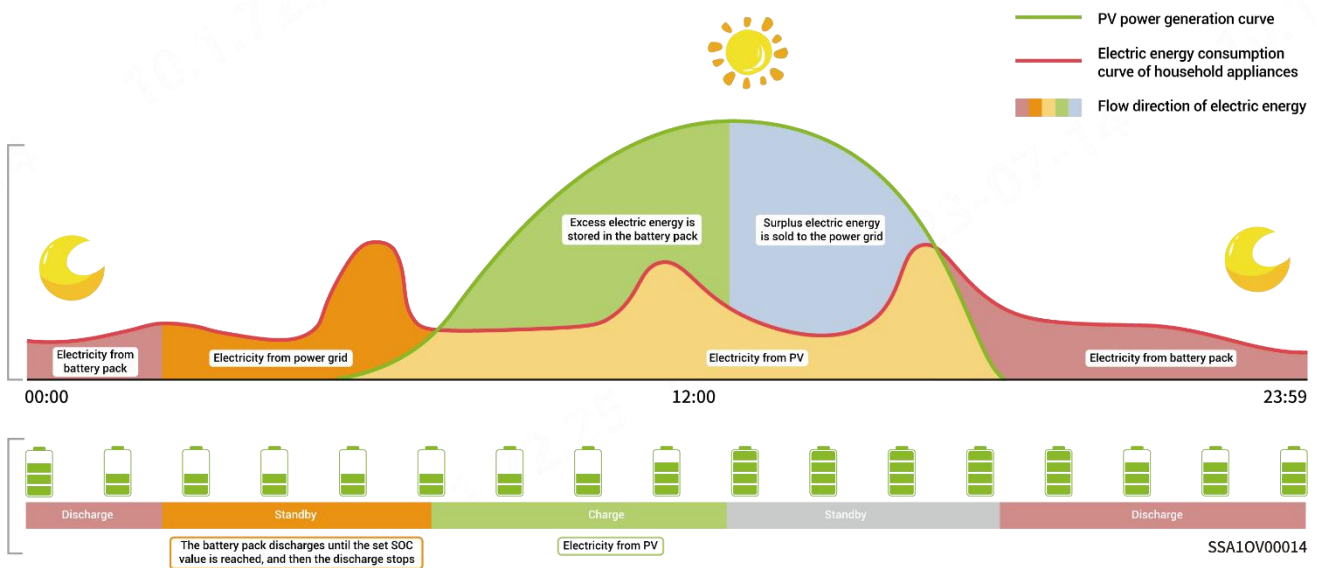 PV power generation curve
Electric energy consumption
curve of household appliances
Flow direction of electric energy
Excess electric energy is
stored in the battery pack
Surplus electric energy
is sold to the power grid
Electricity from
battery pack
Electricity from power grid
Electricity from PV
Electricity from battery pack
00:00
12:00
23:59
Discharge
Standby
Charge
Standby
Discharge
The battery pack discharges until the set SOC
value is reached, and then the discharge stops
Electricity from PV
SSA1OV00014